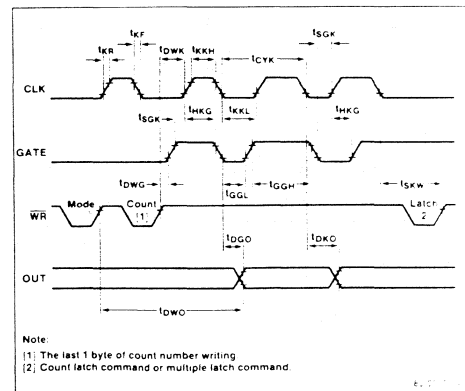 tKR
tKF
tDWK
tKKH
tCYK
tSGK
CLK
tSGK
tHKG
tKKL
tHKG
GATE
tDWG
tGGL
tGGH
tSKW
Mode
Count
[1]
Latch
2
WR
tDGO
tDKO
OUT
tDWO
Note:
[1] The last 1 byte of count number writing
[2] Count latch command or multiple latch command.